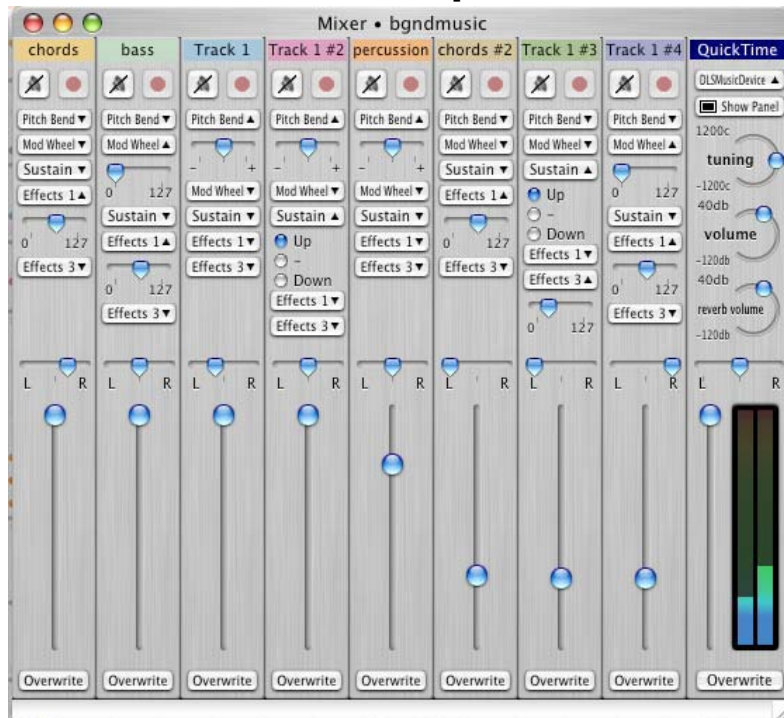 Mixer • bgndmusic
chords bass Track 1 Track 1 #2 percussion chords #2 Track 1 #3 Track 1 #4 QuickTime
DLSMusicDevice ▲
Pitch Bend ▼ Pitch Bend ▼ Pitch Bend ▲ Pitch Bend ▲ Pitch Bend ▲ Pitch Bend ▼ Pitch Bend ▼ Pitch Bend ▼ Show Panel
Mod Wheel ▼ Mod Wheel ▲ - + - + - + Mod Wheel ▼ Mod Wheel ▼ Mod Wheel ▲ 1200c
Sustain ▼ 0 127 Mod Wheel ▼ Mod Wheel ▼ Mod Wheel ▼ Sustain ▼ Sustain ▲ 0 127 tuning
-1200c
Effects 1 ▲ Sustain ▼ Sustain ▼ Sustain ▲ Sustain ▼ Effects 1 ▲ Up Sustain ▼ 40db
–
0 127 Effects 1 ▲ Effects 1 ▼ Up Effects 1 ▼ 0 127 Down Effects 1 ▲ volume
–
Effects 3 ▼ 0 127 Effects 3 ▼ Down Effects 3 ▼ Effects 3 ▼ Effects 1 ▼ 0 127 -120db
Effects 3 ▲ 40db
Effects 3 ▼ Effects 1 ▼ Effects 3 ▼ reverb volume
Effects 3 ▼ 0 127 -120db
L R L R L R L R L R L R L R L R L R
Overwrite Overwrite Overwrite Overwrite Overwrite Overwrite Overwrite Overwrite Overwrite